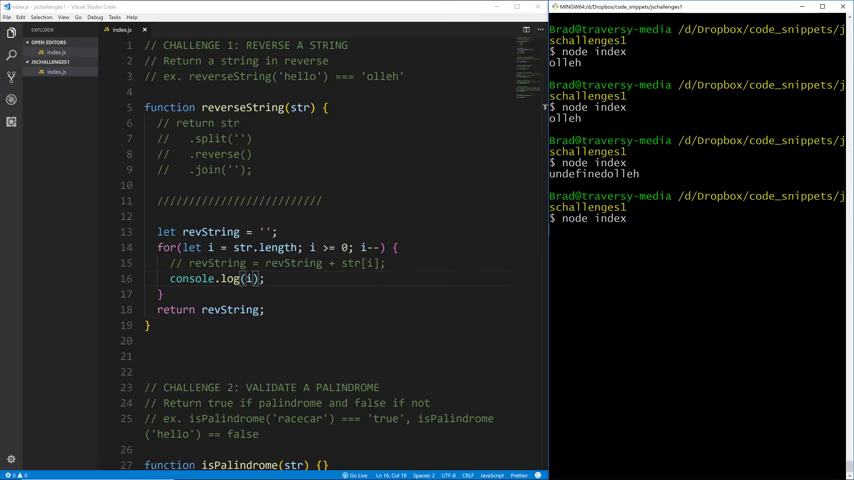 index.js - Visual Studio Code
File Edit Selection View Go Debug Tasks Help
EXPLORER
OPEN EDITORS
index.js
JSCHALLENGES1
index.js
index.js
1 // CHALLENGE 1: REVERSE A STRING
2 // Return a string in reverse
3 // ex. reverseString('hello') === 'olleh'
4
5 function reverseString(str) {
6 // return str
7 //   .split('')
8 //   .reverse()
9 //   .join('');
10
11 //////////////////////////
12
13 let revString = '';
14 for(let i = str.length; i >= 0; i--) {
15 // revString = revString + str[i];
16 console.log(i);
17 }
18 return revString;
19 }
20
21
22
23 // CHALLENGE 2: VALIDATE A PALINDROME
24 // Return true if palindrome and false if not
25 // ex. isPalindrome('racecar') === 'true', isPalindrome
('hello') == false
26
27 function isPalindrome(str) {}
0 0 Go Live Ln 16, Col 18 Spaces: 2 UTF-8 CRLF JavaScript Prettier
MINGW64:/d/Dropbox/code_snippets/jschallenges1
Brad@traversy-media /d/Dropbox/code_snippets/j
schallenges1
$ node index
olleh
Brad@traversy-media /d/Dropbox/code_snippets/j
schallenges1
$ node index
olleh
Brad@traversy-media /d/Dropbox/code_snippets/j
schallenges1
$ node index
undefinedolleh
Brad@traversy-media /d/Dropbox/code_snippets/j
schallenges1
$ node index